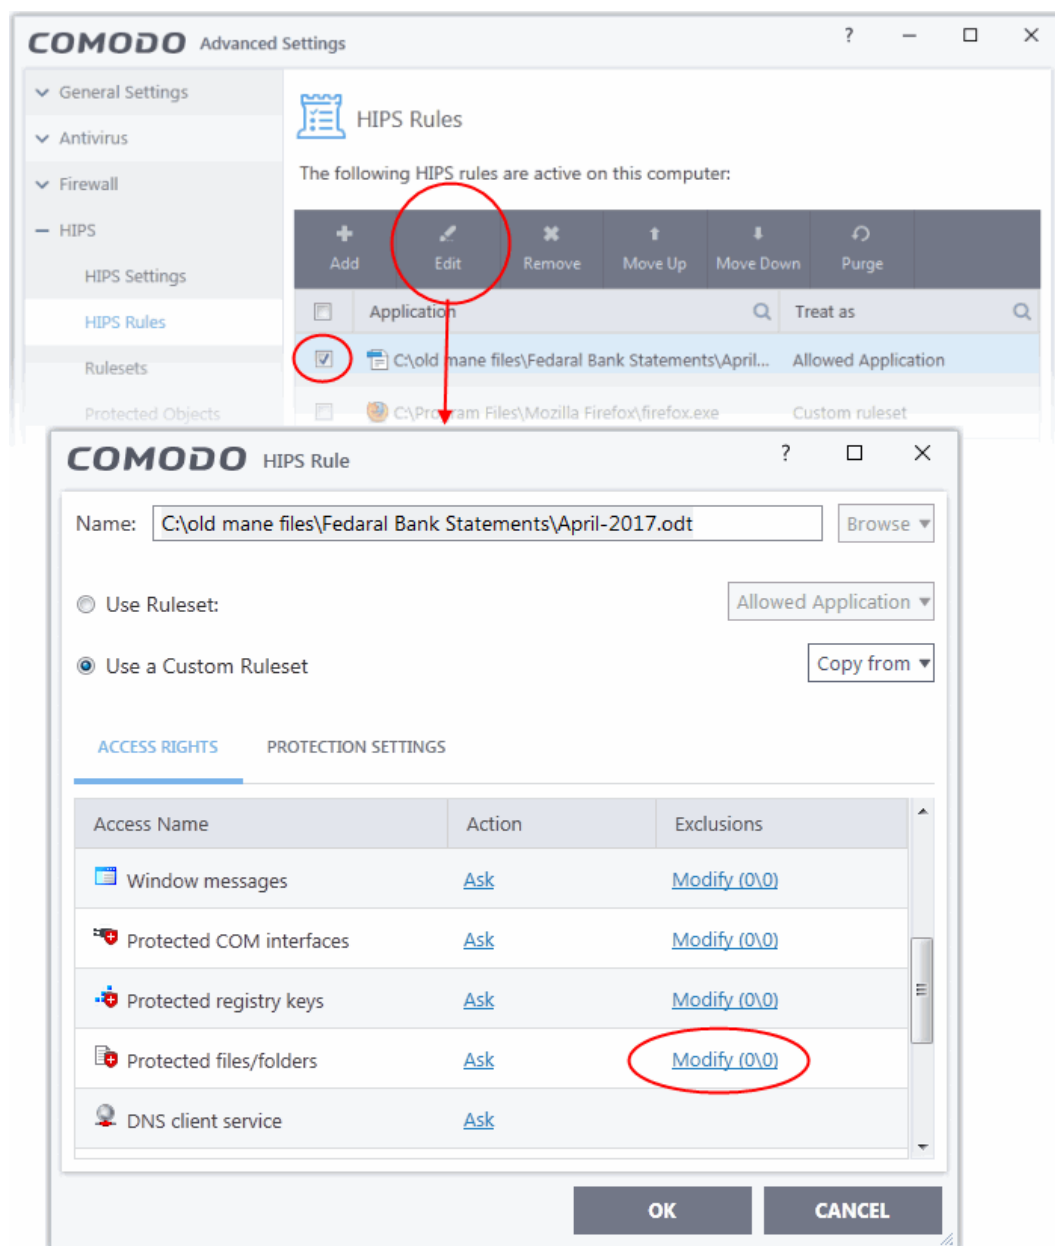 COMODO Advanced Settings ?
General Settings
Antivirus
Firewall
HIPS
HIPS Settings
HIPS Rules
Rulesets
Protected Objects
HIPS Rules
The following HIPS rules are active on this computer:
Add Edit Remove Move Up Move Down Purge
Application Treat as
C:\old mane files\Fedaral Bank Statements\April... Allowed Application
C:\Program Files\Mozilla Firefox\firefox.exe Custom ruleset
COMODO HIPS Rule ?
Name: C:\old mane files\Fedaral Bank Statements\April-2017.odt Browse
Use Ruleset: Allowed Application
Use a Custom Ruleset Copy from
ACCESS RIGHTS PROTECTION SETTINGS
Access Name Action Exclusions
Window messages Ask Modify (0\0)
Protected COM interfaces Ask Modify (0\0)
Protected registry keys Ask Modify (0\0)
Protected files/folders Ask Modify (0\0)
DNS client service Ask
OK CANCEL